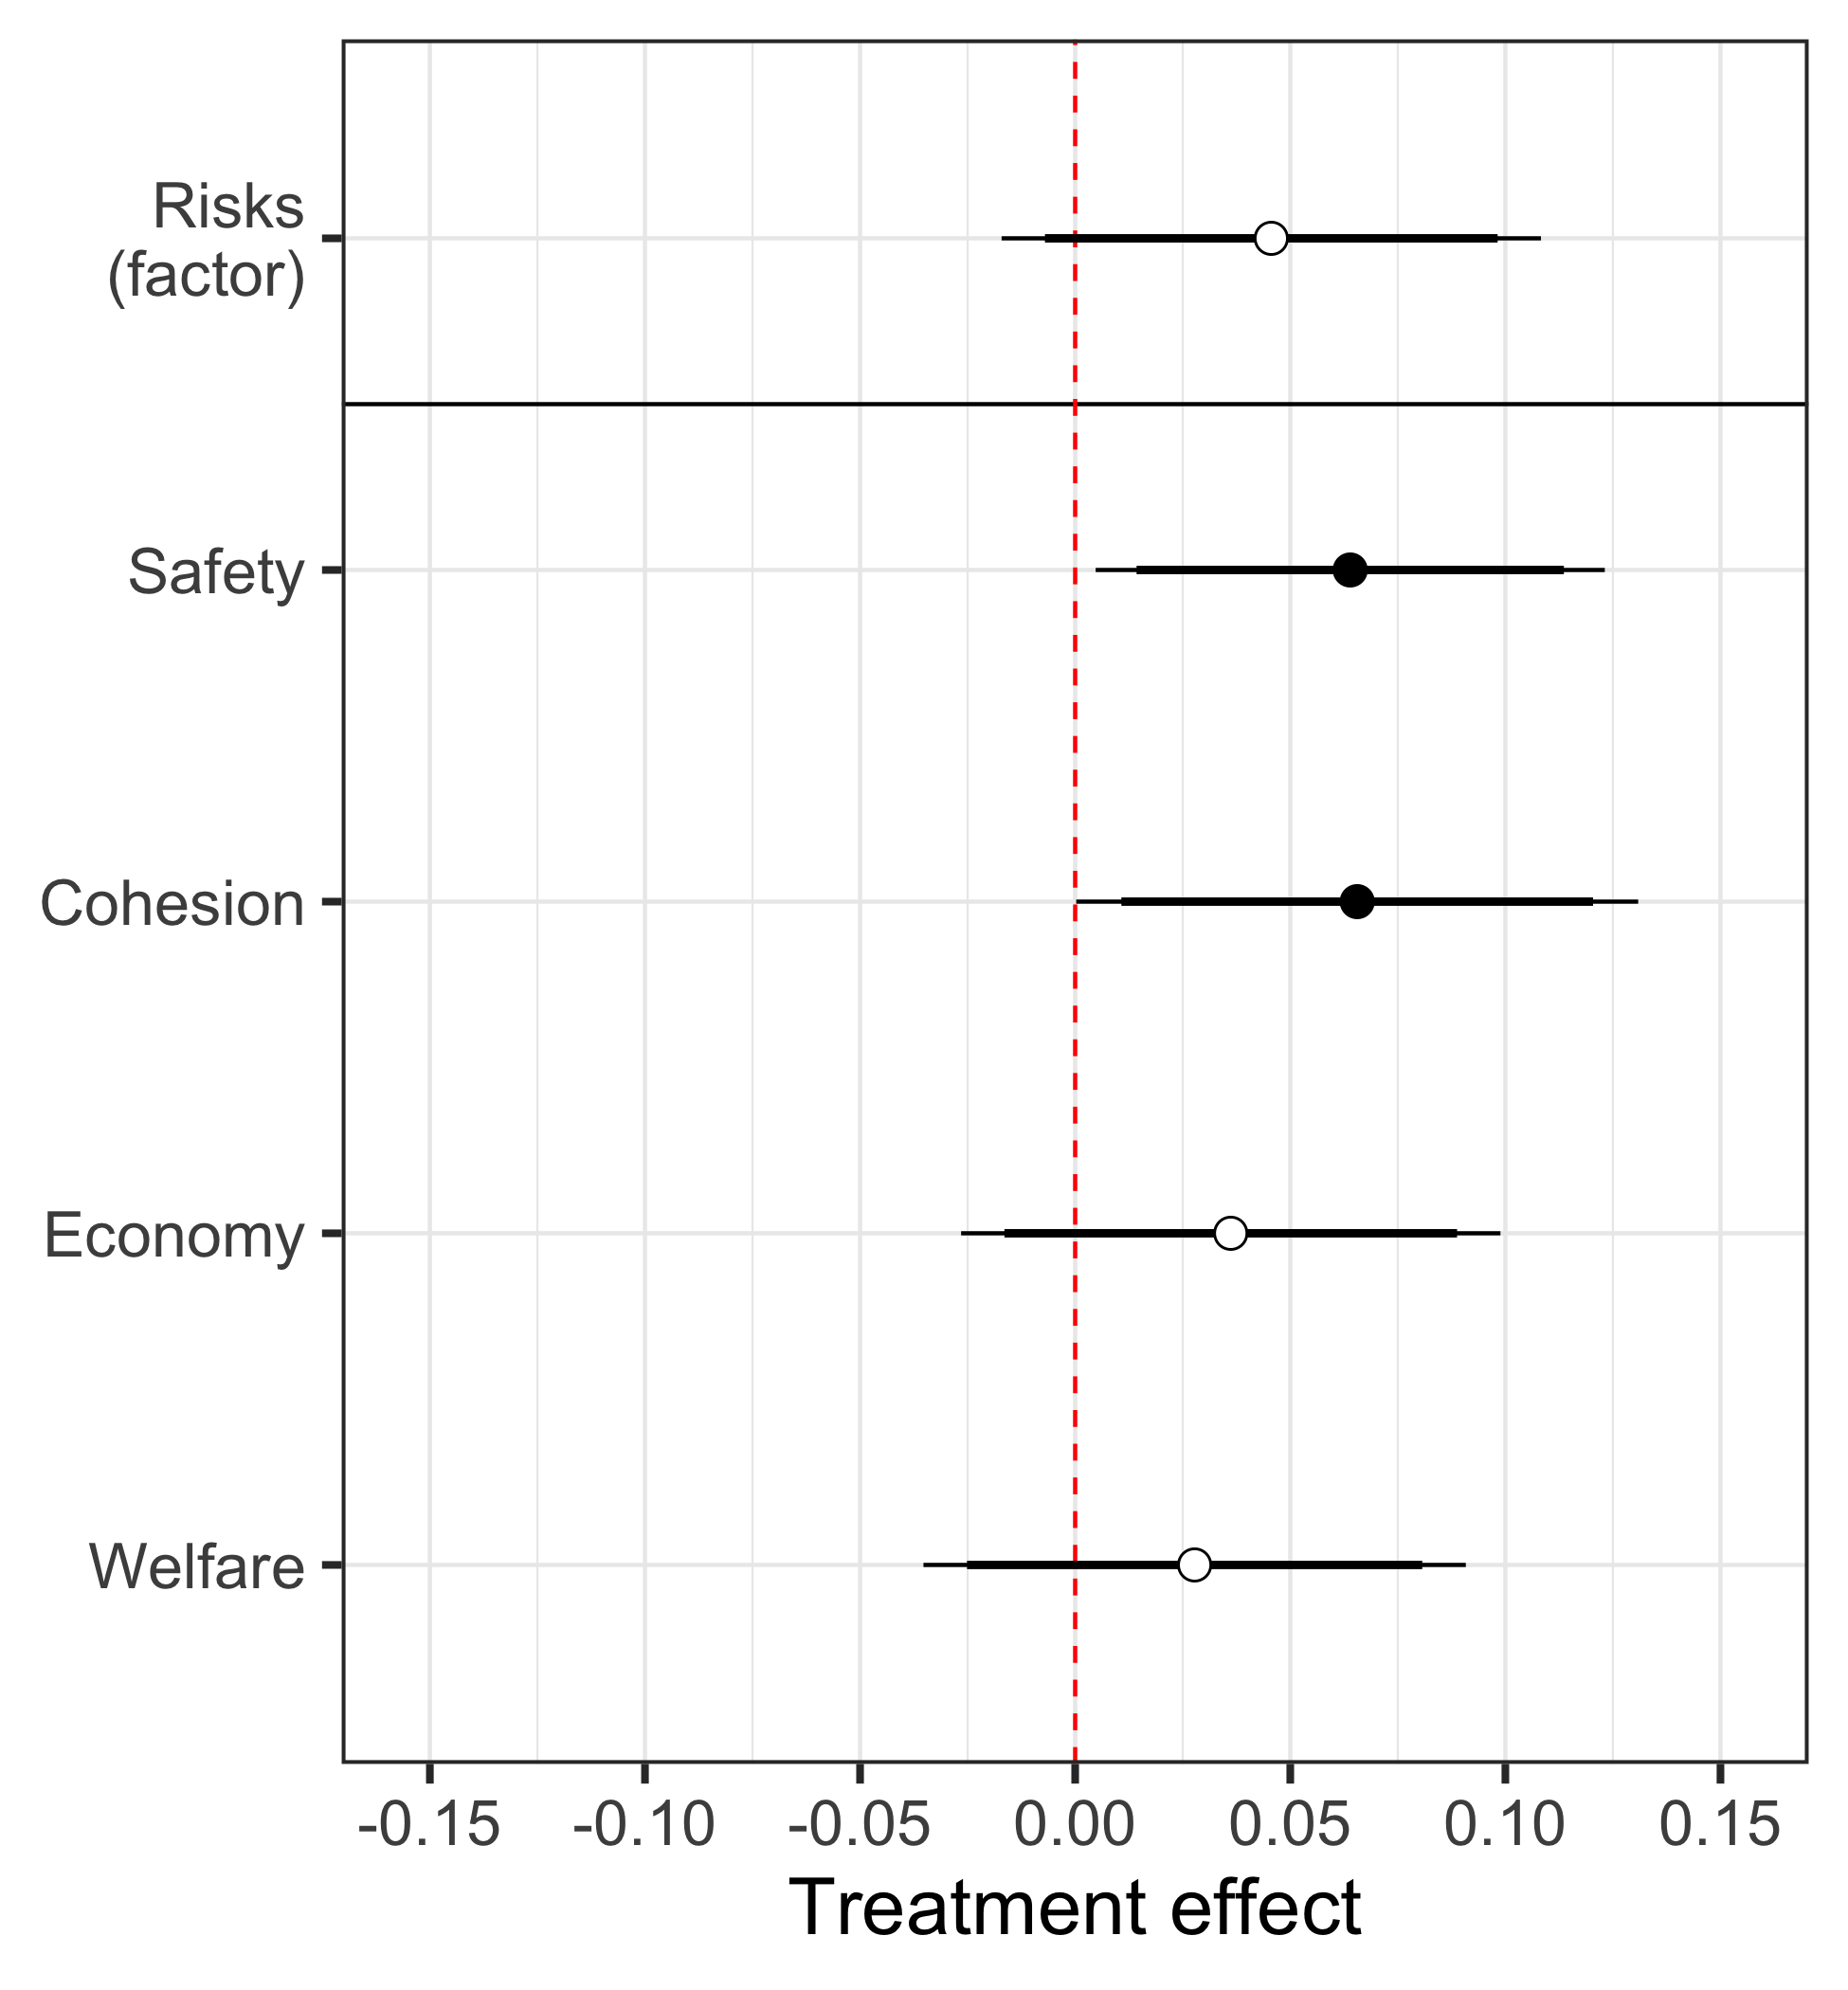 Risks
(factor)
Safety
Cohesion
Economy
Welfare
-0.15 -0.10 -0.05 0.00 0.05 0.10 0.15
Treatment effect